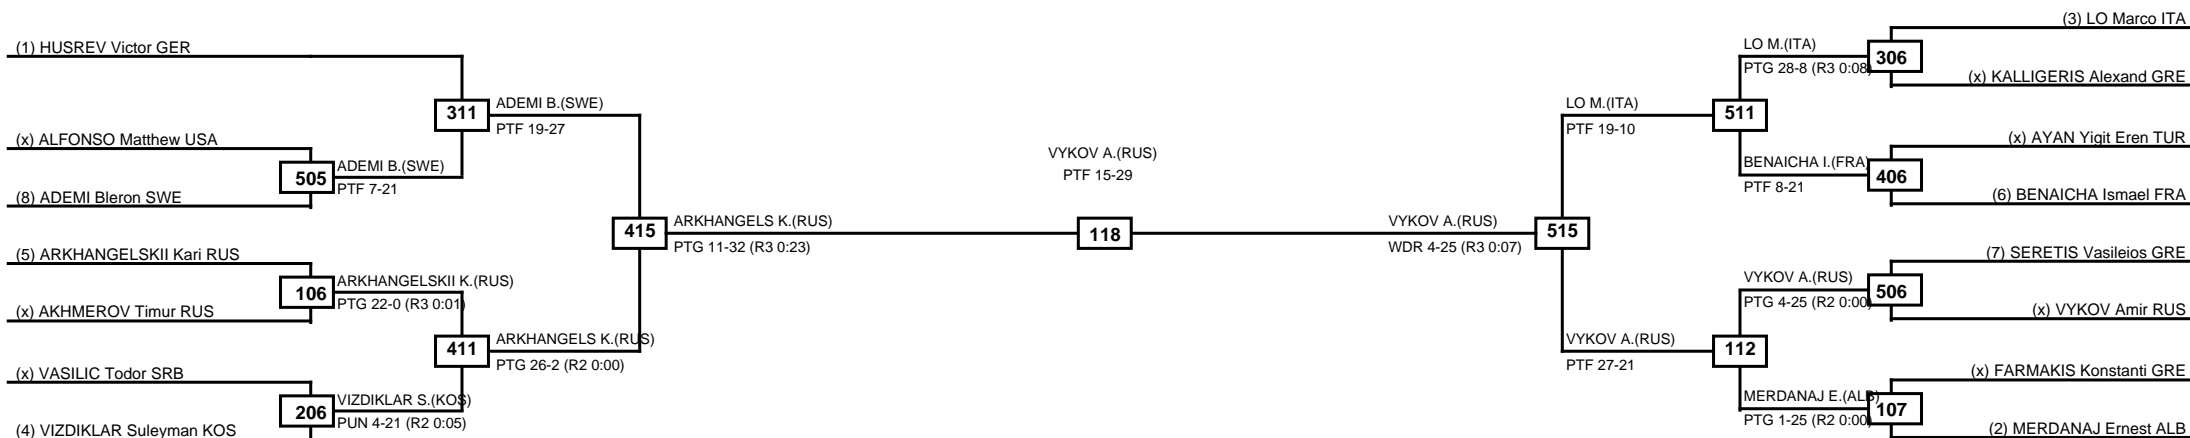 (1) HUSREV Victor GER
(x) ALFONSO Matthew USA
(8) ADEMI Bleron SWE
(5) ARKHANGELSKII Kari RUS
(x) AKHMEROV Timur RUS
(x) VASILIC Todor SRB
(4) VIZDIKLAR Suleyman KOS
505
ADEMI B.(SWE)
PTF 7-21
106
ARKHANGELSKII K.(RUS)
PTG 22-0 (R3 0:01)
206
VIZDIKLAR S.(KOS)
PUN 4-21 (R2 0:05)
311
ADEMI B.(SWE)
PTF 19-27
411
ARKHANGELS K.(RUS)
PTG 26-2 (R2 0:00)
415
ARKHANGELS K.(RUS)
PTG 11-32 (R3 0:23)
VYKOV A.(RUS)
PTF 15-29
118
VYKOV A.(RUS)
WDR 4-25 (R3 0:07)
515
LO M.(ITA)
PTF 19-10
511
VYKOV A.(RUS)
PTF 27-21
112
LO M.(ITA)
PTG 28-8 (R3 0:08)
306
BENAICHA I.(FRA)
PTF 8-21
406
VYKOV A.(RUS)
PTG 4-25 (R2 0:00)
506
MERDANAJ E.(ALB)
PTG 1-25 (R2 0:00)
107
(3) LO Marco ITA
(x) KALLIGERIS Alexand GRE
(x) AYAN Yigit Eren TUR
(6) BENAICHA Ismael FRA
(7) SERETIS Vasileios GRE
(x) VYKOV Amir RUS
(x) FARMAKIS Konstanti GRE
(2) MERDANAJ Ernest ALB